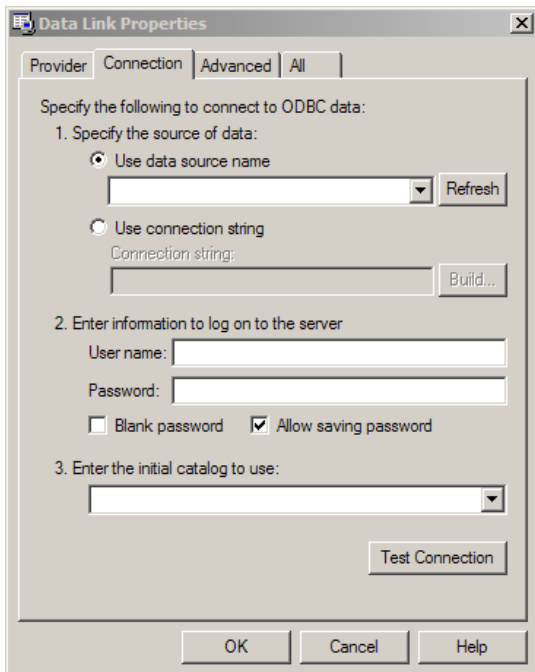 Data Link Properties
Provider Connection Advanced All
Specify the following to connect to ODBC data:
1. Specify the source of data:
Use data source name
Refresh
Use connection string
Connection string:
Build...
2. Enter information to log on to the server
User name:
Password:
Blank password Allow saving password
3. Enter the initial catalog to use:
Test Connection
OK Cancel Help